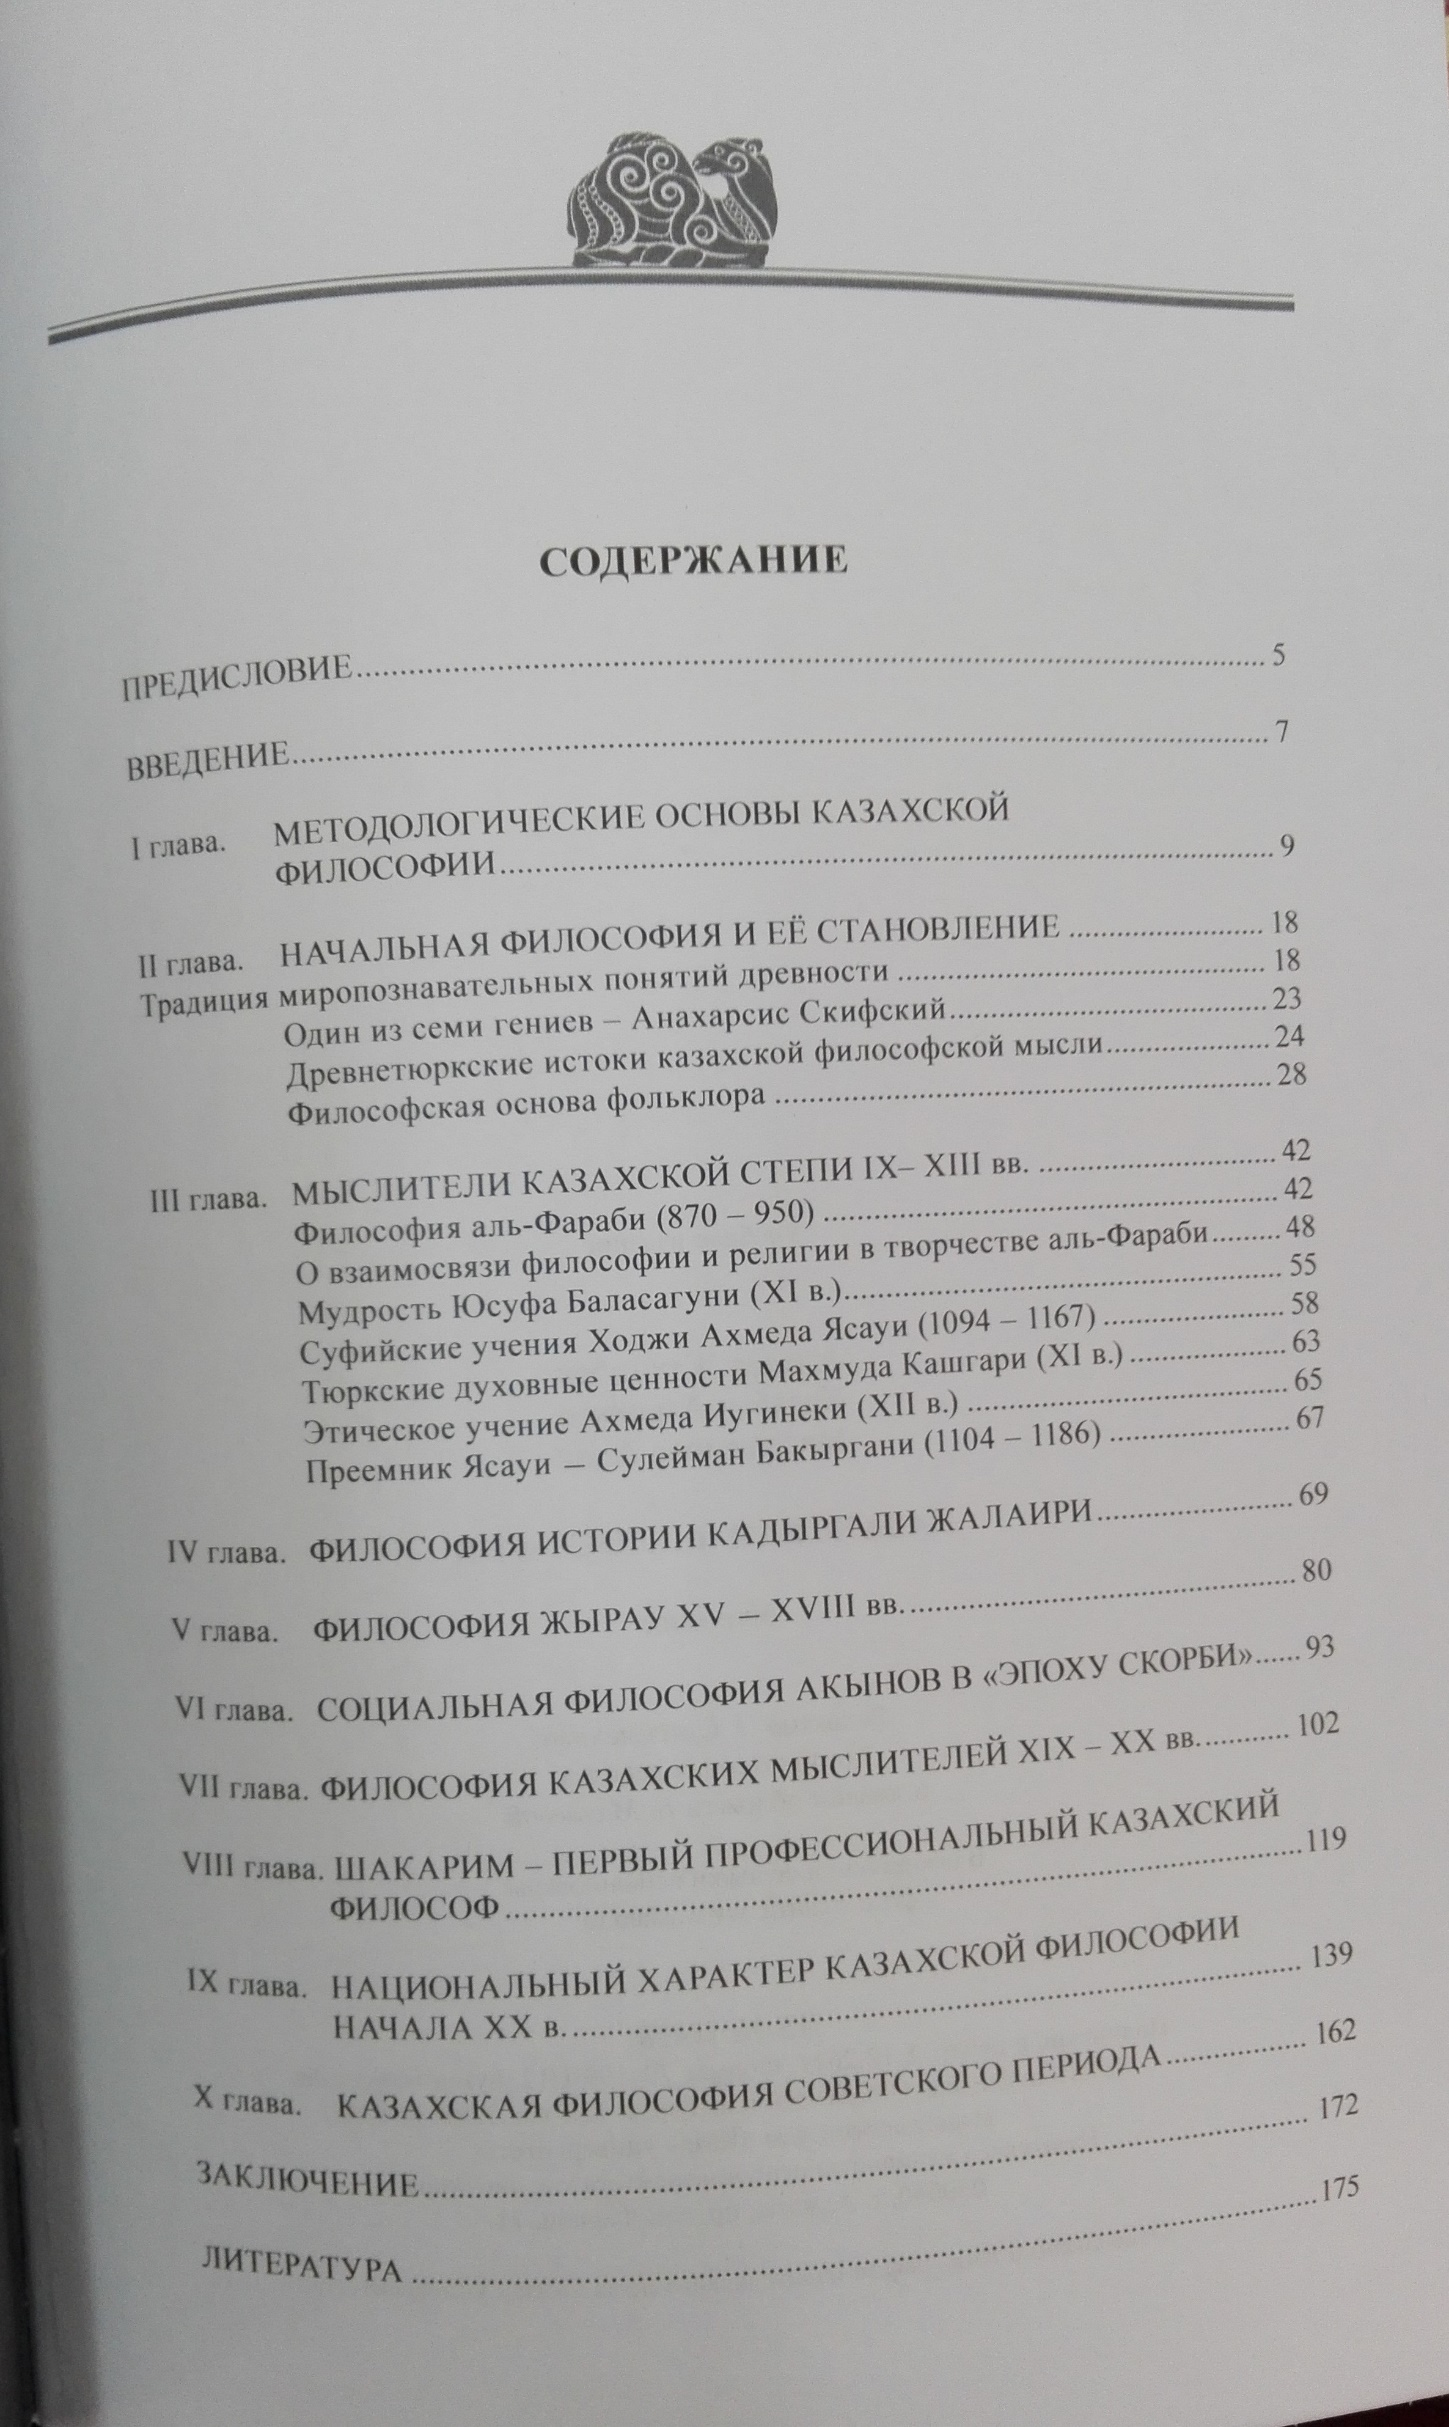 СОДЕРЖАНИЕ
ПРЕДИСЛОВИЕ.......... 5
ВВЕДЕНИЕ.......... 7
I глава. МЕТОДОЛОГИЧЕСКИЕ ОСНОВЫ КАЗАХСКОЙ
ФИЛОСОФИИ.......... 9
II глава. НАЧАЛЬНАЯ ФИЛОСОФИЯ И ЕЁ СТАНОВЛЕНИЕ .......... 18
Традиция миропознавательных понятий древности .......... 18
Один из семи гениев – Анахарсис Скифский.......... 23
Древнетюркские истоки казахской философской мысли.......... 24
Философская основа фольклора .......... 28
III глава. МЫСЛИТЕЛИ КАЗАХСКОЙ СТЕПИ IX– XIII вв. .......... 42
Философия аль-Фараби (870 – 950) .......... 42
О взаимосвязи философии и религии в творчестве аль-Фараби.......... 48
Мудрость Юсуфа Баласагуни (XI в.).......... 55
Суфийские учения Ходжи Ахмеда Ясауи (1094 – 1167) .......... 58
Тюркские духовные ценности Махмуда Кашгари (XI в.) .......... 63
Этическое учение Ахмеда Иугинеки (XII в.) .......... 65
Преемник Ясауи – Сулейман Бакыргани (1104 – 1186) .......... 67
IV глава. ФИЛОСОФИЯ ИСТОРИИ КАДЫРГАЛИ ЖАЛАИРИ.......... 69
V глава. ФИЛОСОФИЯ ЖЫРАУ XV – XVIII вв........... 80
VI глава. СОЦИАЛЬНАЯ ФИЛОСОФИЯ АКЫНОВ В «ЭПОХУ СКОРБИ»...... 93
VII глава. ФИЛОСОФИЯ КАЗАХСКИХ МЫСЛИТЕЛЕЙ XIX – XX вв........... 102
VIII глава. ШАКАРИМ – ПЕРВЫЙ ПРОФЕССИОНАЛЬНЫЙ КАЗАХСКИЙ
ФИЛОСОФ.......... 119
IX глава. НАЦИОНАЛЬНЫЙ ХАРАКТЕР КАЗАХСКОЙ ФИЛОСОФИИ
НАЧАЛА XX в........... 139
X глава. КАЗАХСКАЯ ФИЛОСОФИЯ СОВЕТСКОГО ПЕРИОДА.......... 162
ЗАКЛЮЧЕНИЕ.......... 172
ЛИТЕРАТУРА .......... 175